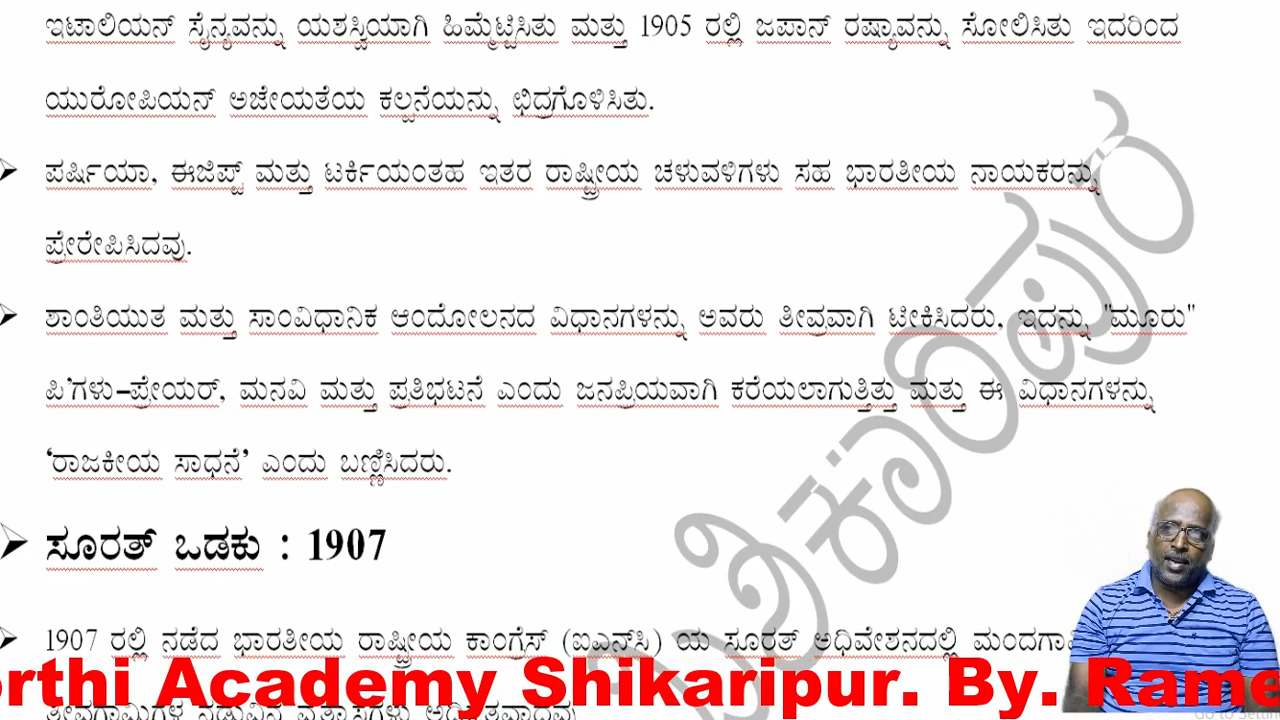 ಇಟಾಲಿಯನ್ ಸೈನ್ಯವನ್ನು ಯಶಸ್ವಿಯಾಗಿ ಹಿಮ್ಮೆಟ್ಟಿಸಿತು ಮತ್ತು 1905 ರಲ್ಲಿ ಜಪಾನ್ ರಷ್ಯಾವನ್ನು ಸೋಲಿಸಿತು ಇದರಿಂದ
ಯುರೋಪಿಯನ್ ಅಜೇಯತೆಯ ಕಲ್ಪನೆಯನ್ನು ಛಿದ್ರಗೊಳಿಸಿತು.
ಪರ್ಷಿಯಾ, ಈಜಿಪ್ಟ್ ಮತ್ತು ಟರ್ಕಿಯಂತಹ ಇತರ ರಾಷ್ಟ್ರೀಯ ಚಳುವಳಿಗಳು ಸಹ ಭಾರತೀಯ ನಾಯಕರನ್ನು
ಪ್ರೇರೇಪಿಸಿದವು.
ಶಾಂತಿಯುತ ಮತ್ತು ಸಾಂವಿಧಾನಿಕ ಆಂದೋಲನದ ವಿಧಾನಗಳನ್ನು ಅವರು ತೀವ್ರವಾಗಿ ಟೀಕಿಸಿದರು, ಇದನ್ನು "ಮೂರು"
ಪಿ'ಗಳು–ಪ್ರೇಯರ್, ಮನವಿ ಮತ್ತು ಪ್ರತಿಭಟನೆ ಎಂದು ಜನಪ್ರಿಯವಾಗಿ ಕರೆಯಲಾಗುತ್ತಿತ್ತು ಮತ್ತು ಈ ವಿಧಾನಗಳನ್ನು
‘ರಾಜಕೀಯ ಸಾಧನೆ’ ಎಂದು ಬಣ್ಣಿಸಿದರು.
ಸೂರತ್ ಒಡಕು : 1907
1907 ರಲ್ಲಿ ನಡೆದ ಭಾರತೀಯ ರಾಷ್ಟ್ರೀಯ ಕಾಂಗ್ರೆಸ್ (ಐಎನ್‌ಸಿ) ಯ ಸೂರತ್ ಅಧಿವೇಶನದಲ್ಲಿ
Academy Shikaripur. By.